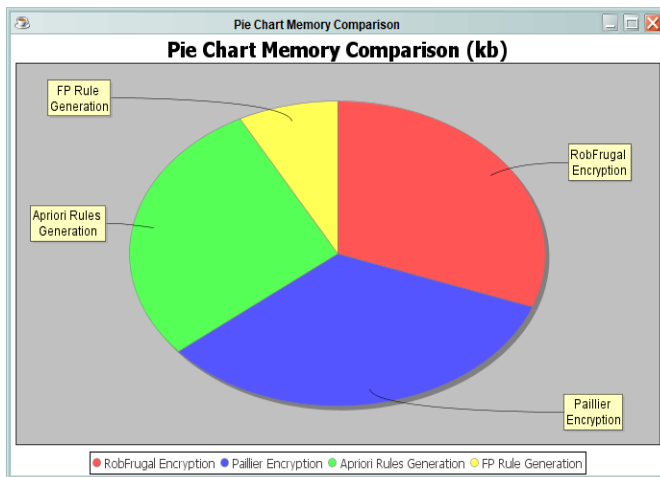 Pie Chart Memory Comparison
Pie Chart Memory Comparison (kb)
FP Rule
Generation
RobFrugal
Encryption
Apriori Rules
Generation
Paillier
Encryption
RobFrugal Encryption Paillier Encryption Apriori Rules Generation FP Rule Generation